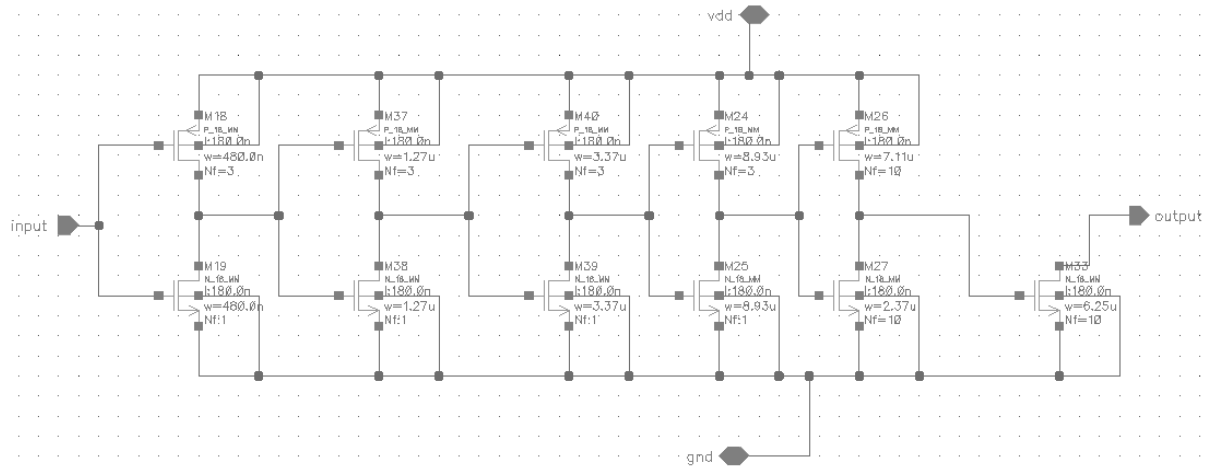 vdd
M18
P_18_MM
l:180.0n
w=480.0n
Nf=3
M37
P_18_MM
l:180.0n
w=1.27u
Nf=3
M40
P_18_MM
l:180.0n
w=3.37u
Nf=3
M24
P_18_MM
l:180.0n
w=8.93u
Nf=3
M26
P_18_MM
l:180.0n
w=7.11u
Nf=10
input
output
M19
N_18_MM
l:180.0n
w=480.0n
Nf:1
M38
N_18_MM
l:180.0n
w=1.27u
Nf:1
M39
N_18_MM
l:180.0n
w=3.37u
Nf:1
M25
N_18_MM
l:180.0n
w=8.93u
Nf:1
M27
N_18_MM
l:180.0n
w=2.37u
Nf=10
M33
N_18_MM
l:180.0n
w=6.25u
Nf=10
gnd